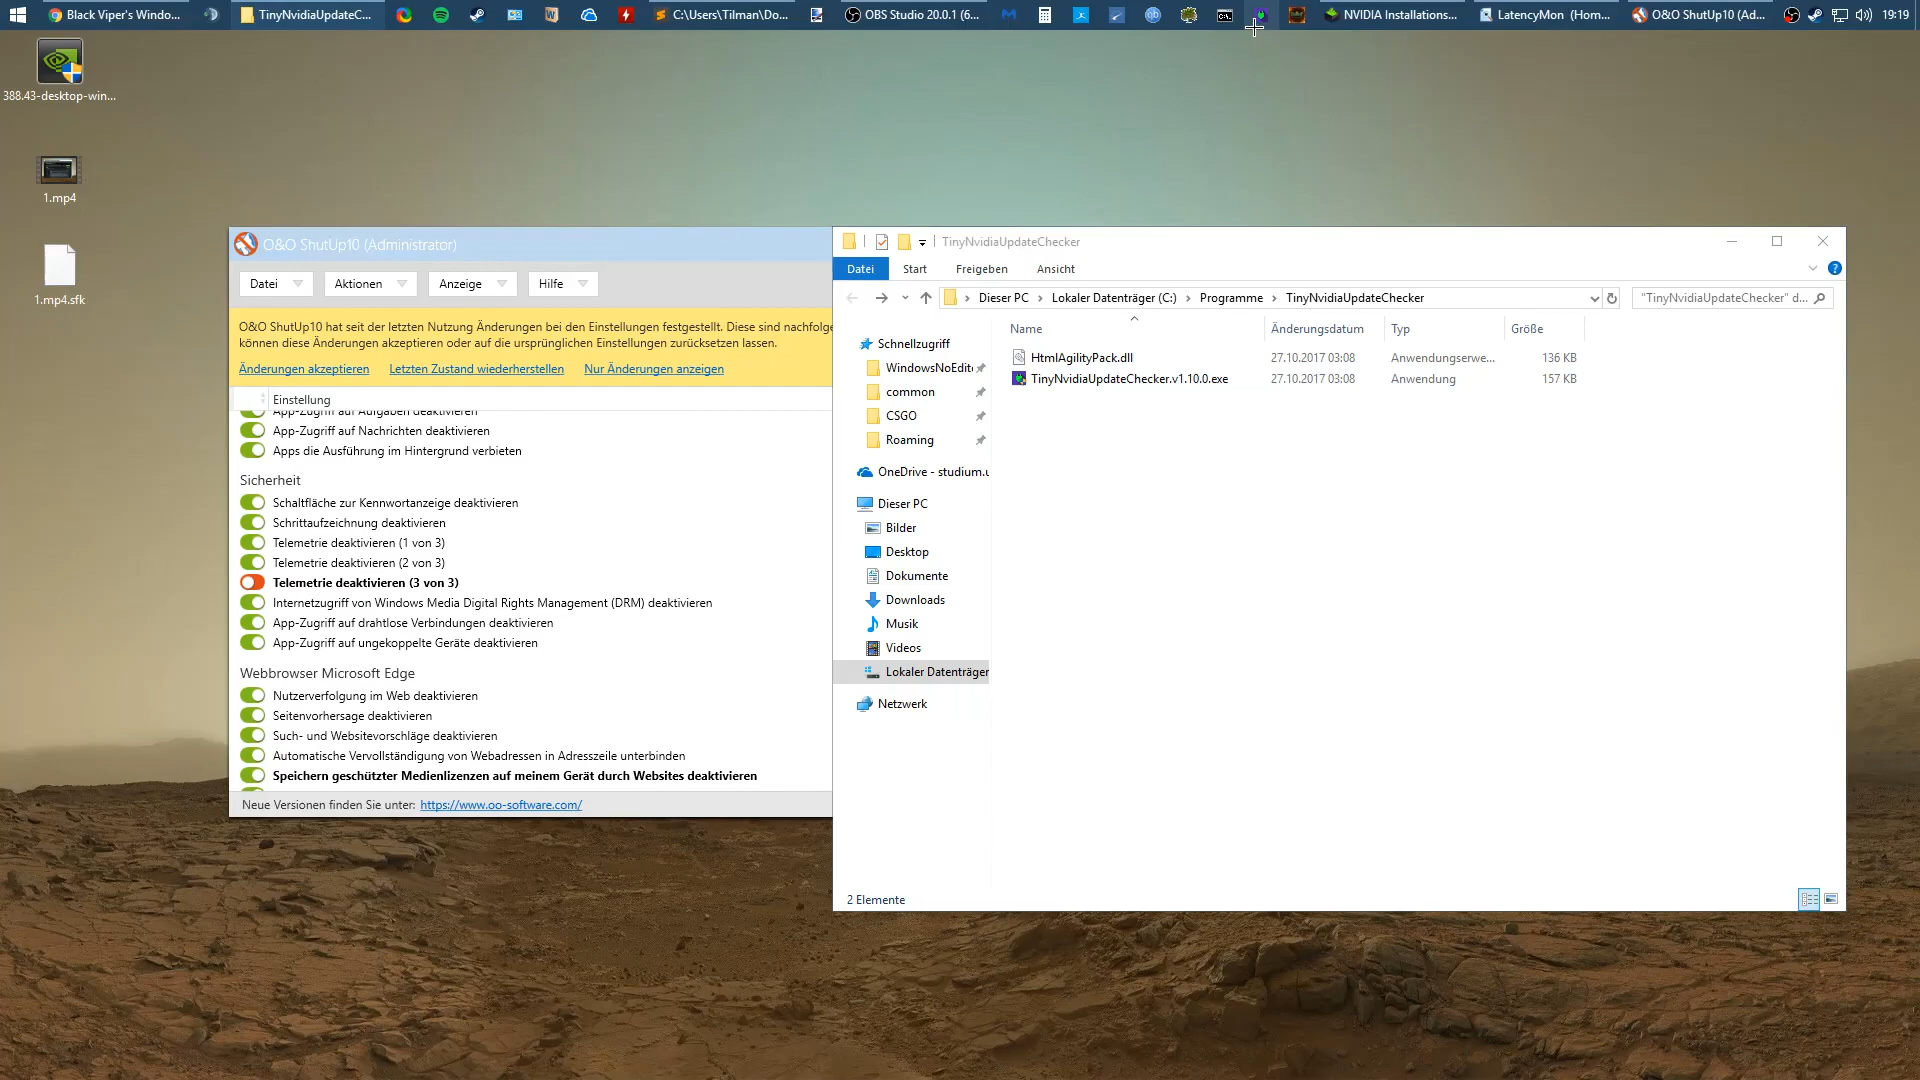 Black Viper's Windo...
TinyNvidiaUpdateC...
C:\Users\Tilman\Do...
OBS Studio 20.0.1 (6...
NVIDIA Installations...
LatencyMon (Hom...
O&O ShutUp10 (Ad...
19:19
388.43-desktop-win...
1.mp4
1.mp4.sfk
O&O ShutUp10 (Administrator)
Datei
Aktionen
Anzeige
Hilfe
O&O ShutUp10 hat seit der letzten Nutzung Änderungen bei den Einstellungen festgestellt. Diese sind nachfolge
können diese Änderungen akzeptieren oder auf die ursprünglichen Einstellungen zurücksetzen lassen.
Änderungen akzeptieren
Letzten Zustand wiederherstellen
Nur Änderungen anzeigen
Einstellung
App-Zugriff auf Aufgaben deaktivieren
App-Zugriff auf Nachrichten deaktivieren
Apps die Ausführung im Hintergrund verbieten
Sicherheit
Schaltfläche zur Kennwortanzeige deaktivieren
Schrittaufzeichnung deaktivieren
Telemetrie deaktivieren (1 von 3)
Telemetrie deaktivieren (2 von 3)
Telemetrie deaktivieren (3 von 3)
Internetzugriff von Windows Media Digital Rights Management (DRM) deaktivieren
App-Zugriff auf drahtlose Verbindungen deaktivieren
App-Zugriff auf ungekoppelte Geräte deaktivieren
Webbrowser Microsoft Edge
Nutzerverfolgung im Web deaktivieren
Seitenvorhersage deaktivieren
Such- und Websitevorschläge deaktivieren
Automatische Vervollständigung von Webadressen in Adresszeile unterbinden
Speichern geschützter Medienlizenzen auf meinem Gerät durch Websites deaktivieren
Neue Versionen finden Sie unter: https://www.oo-software.com/
TinyNvidiaUpdateChecker
Datei
Start
Freigeben
Ansicht
Dieser PC
Lokaler Datenträger (C:)
Programme
TinyNvidiaUpdateChecker
"TinyNvidiaUpdateChecker" d...
Schnellzugriff
WindowsNoEdit
common
CSGO
Roaming
OneDrive - studium.u
Dieser PC
Bilder
Desktop
Dokumente
Downloads
Musik
Videos
Lokaler Datenträger
Netzwerk
Name
Änderungsdatum
Typ
Größe
HtmlAgilityPack.dll
27.10.2017 03:08
Anwendungserwe...
136 KB
TinyNvidiaUpdateChecker.v1.10.0.exe
27.10.2017 03:08
Anwendung
157 KB
2 Elemente